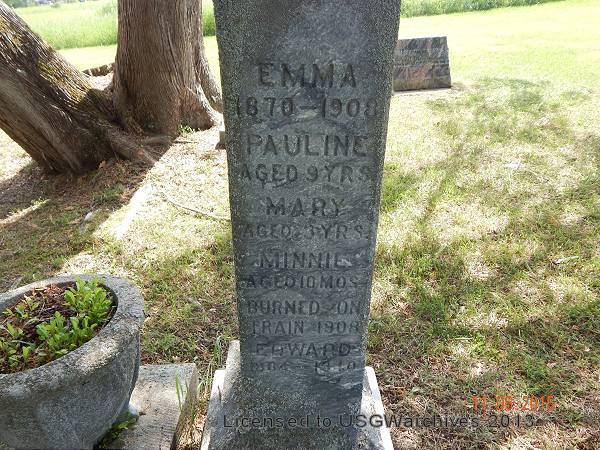 EMMA
1870-1908
PAULINE
AGED 9 YRS
MARY
AGED 3 YRS
MINNIE
AGED 10 MOS
BURNED ON
TRAIN 1908
EDWARD
Licensed to USGWarchives 2013